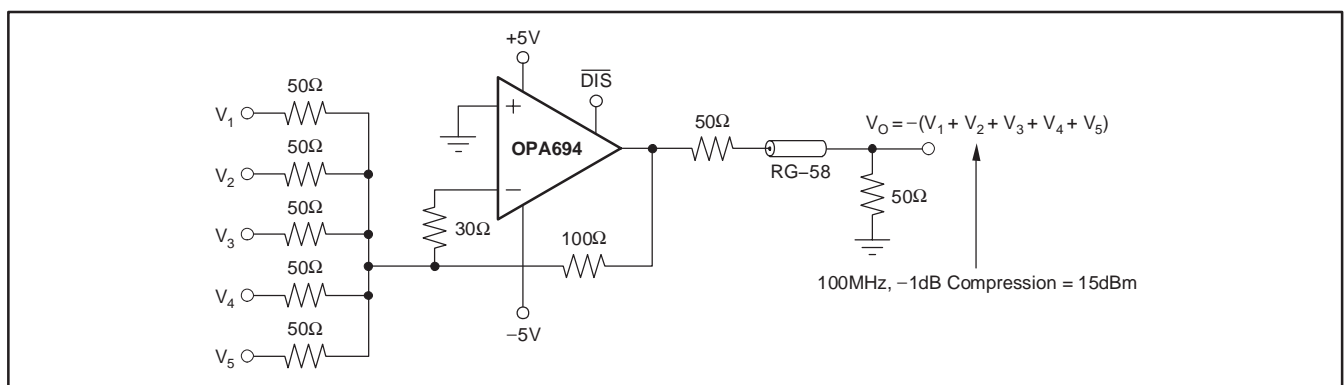 +5V
DIS
50Ω
V1
50Ω
V2
50Ω
V3
50Ω
V4
50Ω
V5
+
OPA694
−
30Ω
100Ω
−5V
50Ω
RG−58
50Ω
VO = −(V1 + V2 + V3 + V4 + V5)
100MHz, −1dB Compression = 15dBm